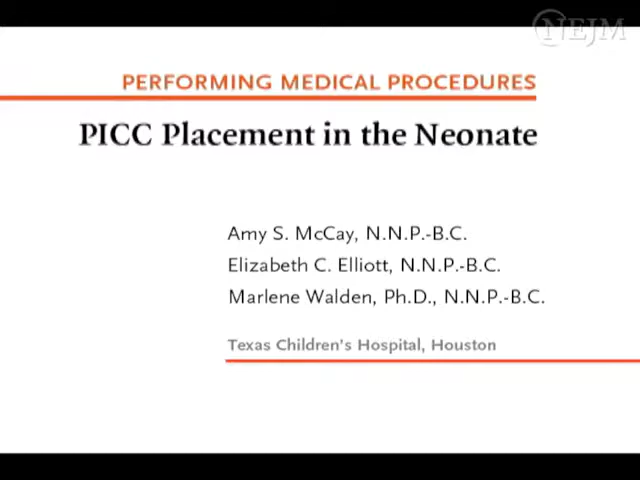 NEJM
PERFORMING MEDICAL PROCEDURES
PICC Placement in the Neonate
Amy S. McCay, N.N.P.-B.C.
Elizabeth C. Elliott, N.N.P.-B.C.
Marlene Walden, Ph.D., N.N.P.-B.C.
Texas Children's Hospital, Houston